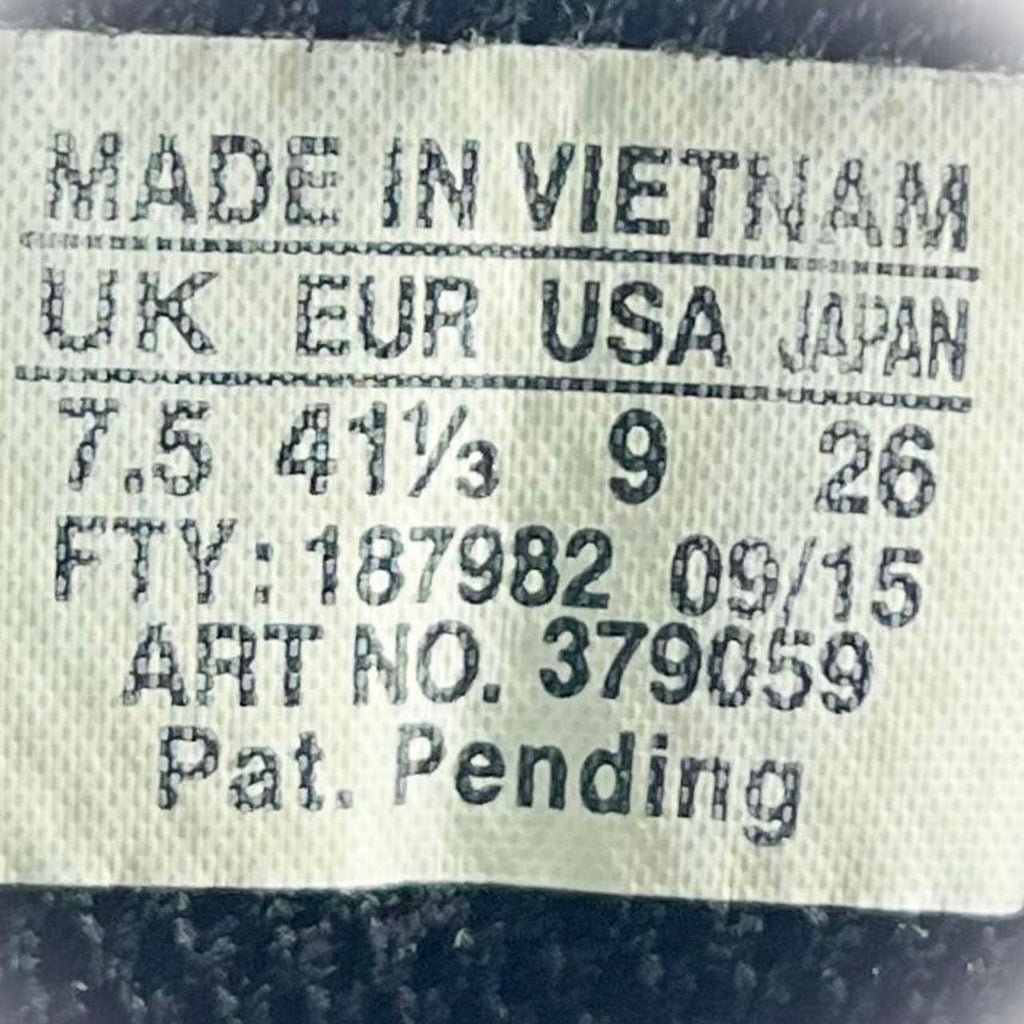 MADE IN VIETNAM
UK EUR USA JAPAN
7.5 41⅓ 9 26
FTY: 187982 09/15
ART NO. 379059
Pat. Pending